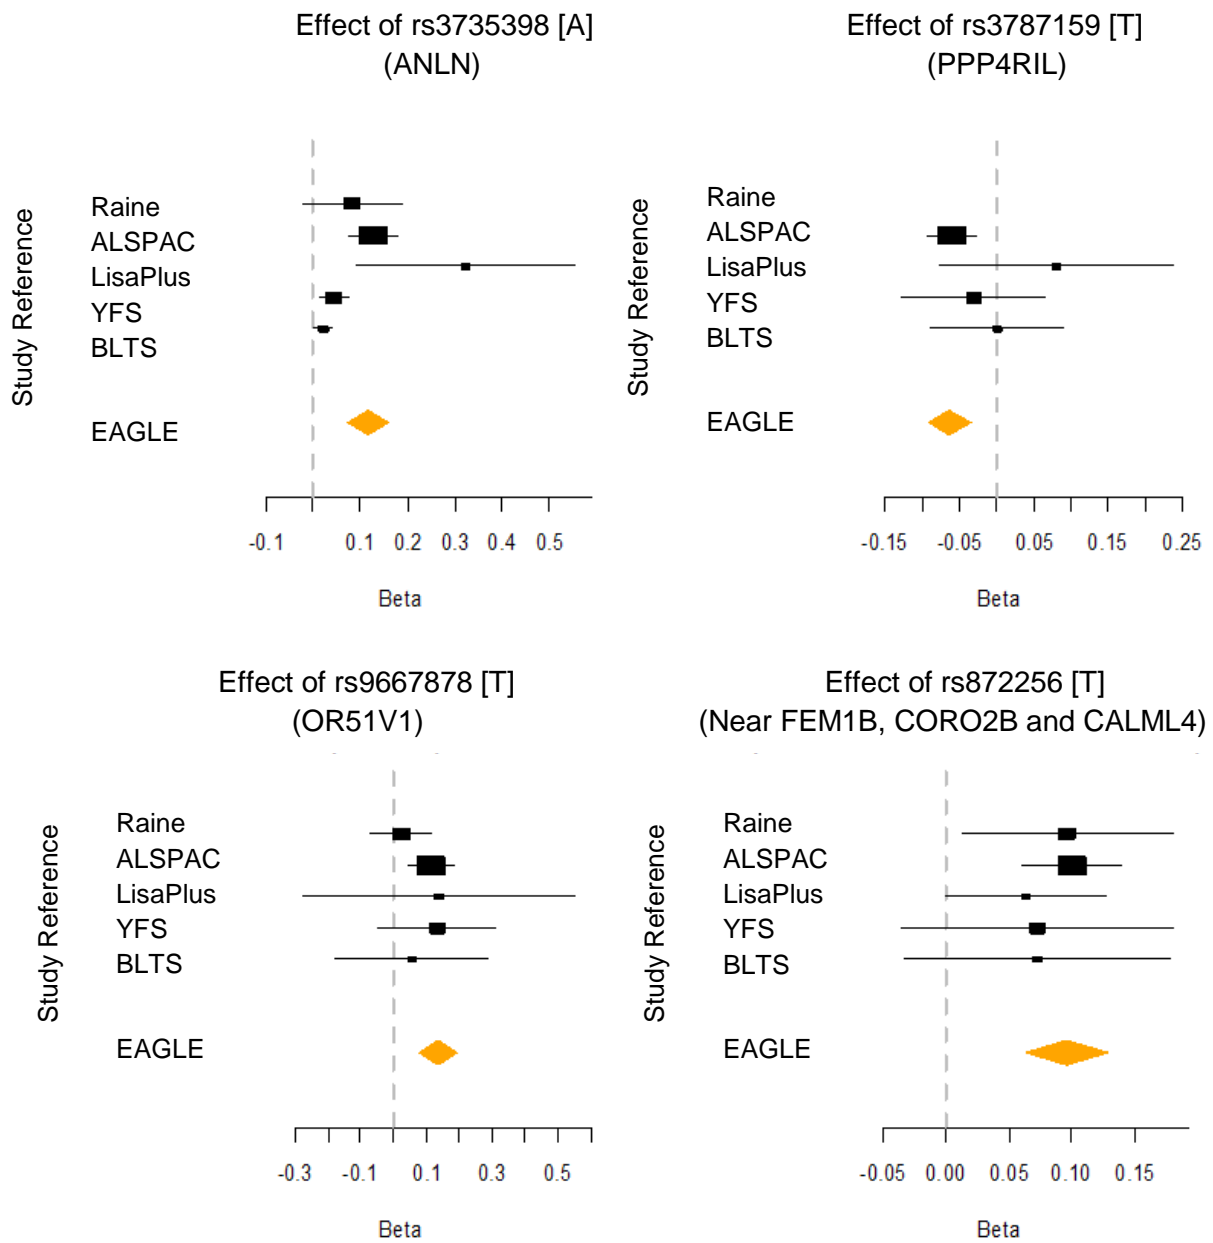 Effect of rs3735398 [A]
(ANLN)
Study Reference
Raine
ALSPAC
LisaPlus
YFS
BLTS
EAGLE
-0.1 0.1 0.2 0.3 0.5
Beta
Effect of rs3787159 [T]
(PPP4RIL)
Study Reference
Raine
ALSPAC
LisaPlus
YFS
BLTS
EAGLE
-0.15 -0.05 0.05 0.15 0.25
Beta
Effect of rs9667878 [T]
(OR51V1)
Study Reference
Raine
ALSPAC
LisaPlus
YFS
BLTS
EAGLE
-0.3 -0.1 0.1 0.3 0.5
Beta
Effect of rs872256 [T]
(Near FEM1B, CORO2B and CALML4)
Study Reference
Raine
ALSPAC
LisaPlus
YFS
BLTS
EAGLE
-0.05 0.00 0.05 0.10 0.15
Beta